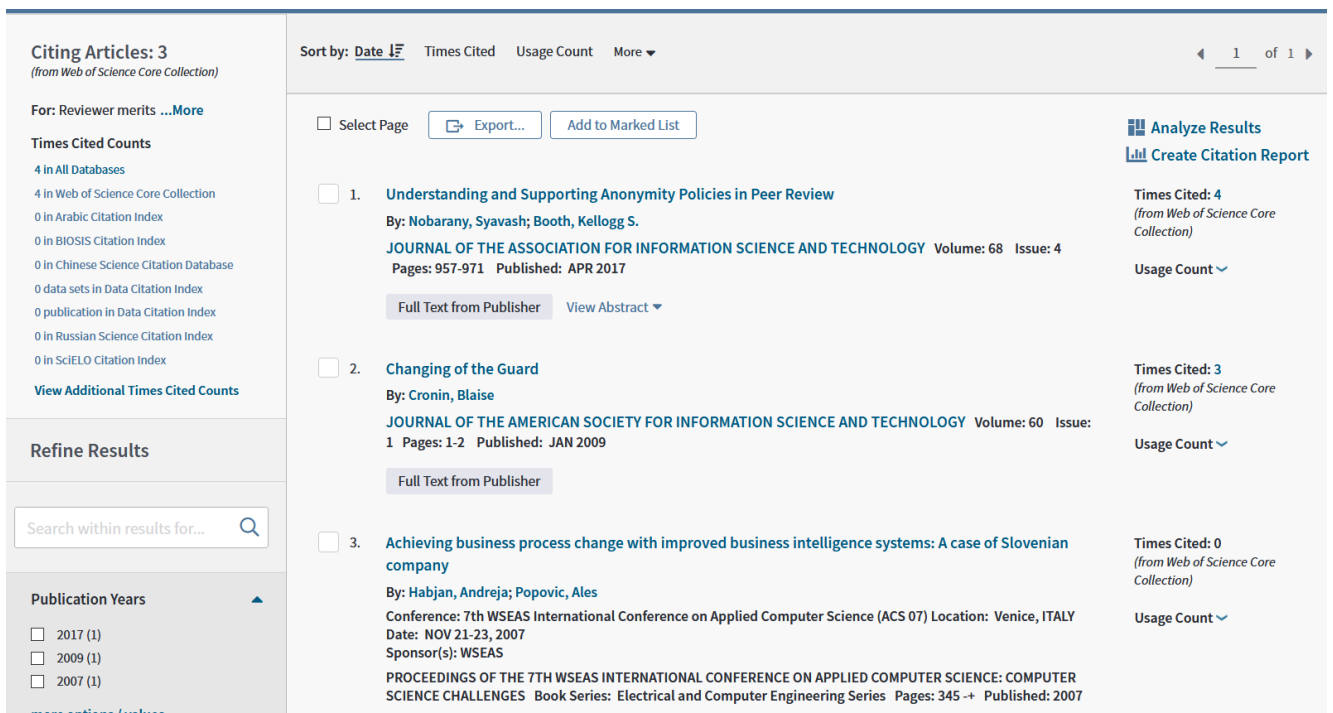 Citing Articles: 3
(from Web of Science Core Collection)
For: Reviewer merits ...More
Times Cited Counts
4 in All Databases
4 in Web of Science Core Collection
0 in Arabic Citation Index
0 in BIOSIS Citation Index
0 in Chinese Science Citation Database
0 data sets in Data Citation Index
0 publication in Data Citation Index
0 in Russian Science Citation Index
0 in SciELO Citation Index
View Additional Times Cited Counts
Refine Results
Search within results for...
Publication Years
2017 (1)
2009 (1)
2007 (1)
more options / values
Sort by: Date Times Cited Usage Count More
1 of 1
Select Page Export... Add to Marked List
Analyze Results
Create Citation Report
1. Understanding and Supporting Anonymity Policies in Peer Review
By: Nobarany, Syavash; Booth, Kellogg S.
JOURNAL OF THE ASSOCIATION FOR INFORMATION SCIENCE AND TECHNOLOGY Volume: 68 Issue: 4
Pages: 957-971 Published: APR 2017
Full Text from Publisher View Abstract
Times Cited: 4
(from Web of Science Core
Collection)
Usage Count
2. Changing of the Guard
By: Cronin, Blaise
JOURNAL OF THE AMERICAN SOCIETY FOR INFORMATION SCIENCE AND TECHNOLOGY Volume: 60 Issue:
1 Pages: 1-2 Published: JAN 2009
Full Text from Publisher
Times Cited: 3
(from Web of Science Core
Collection)
Usage Count
3. Achieving business process change with improved business intelligence systems: A case of Slovenian
company
By: Habjan, Andreja; Popovic, Ales
Conference: 7th WSEAS International Conference on Applied Computer Science (ACS 07) Location: Venice, ITALY
Date: NOV 21-23, 2007
Sponsor(s): WSEAS
PROCEEDINGS OF THE 7TH WSEAS INTERNATIONAL CONFERENCE ON APPLIED COMPUTER SCIENCE: COMPUTER
SCIENCE CHALLENGES Book Series: Electrical and Computer Engineering Series Pages: 345 -+ Published: 2007
Times Cited: 0
(from Web of Science Core
Collection)
Usage Count